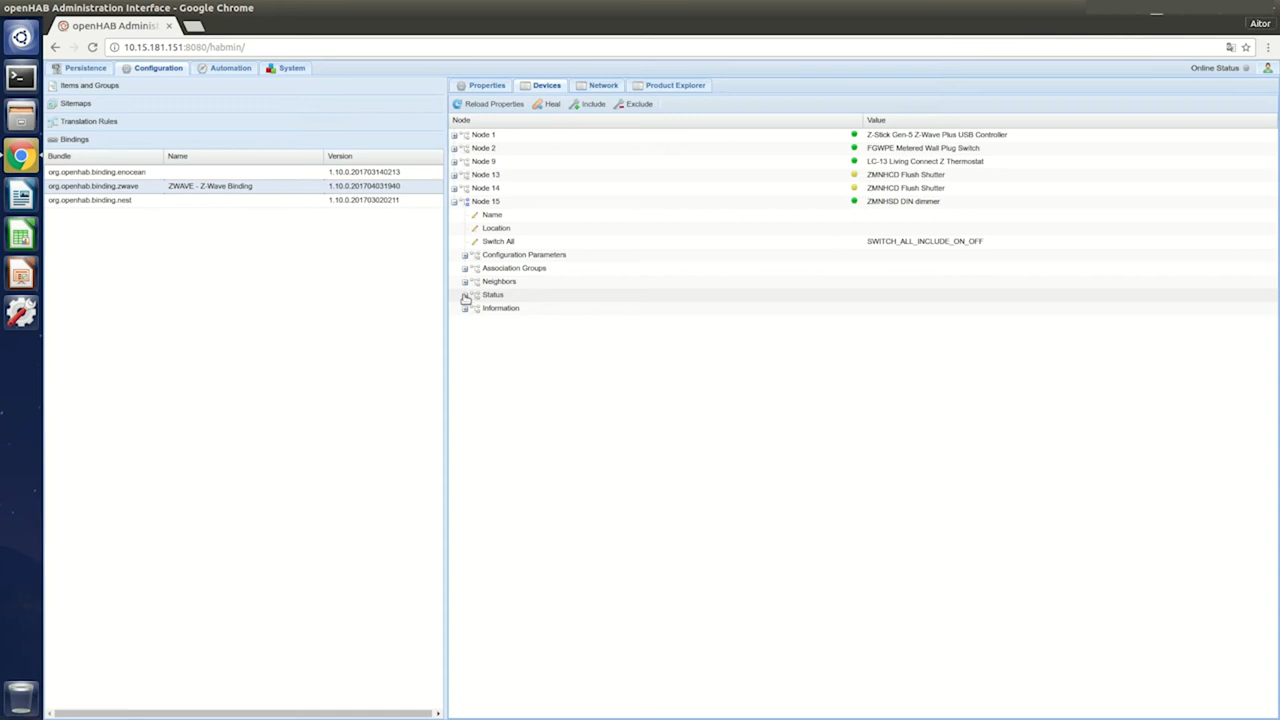 openHAB Administration Interface - Google Chrome
openHAB Adminis
Aitor
10.15.181.151:8080/habmin/
Persistence Configuration Automation System
Online Status
Items and Groups
Sitemaps
Translation Rules
Bindings
Bundle Name Version
org.openhab.binding.enocean 1.10.0.201703140213
org.openhab.binding.zwave ZWAVE - Z-Wave Binding 1.10.0.201704031940
org.openhab.binding.nest 1.10.0.201703020211
Properties Devices Network Product Explorer
Reload Properties Heal Include Exclude
Node Value
Node 1 Z-Stick Gen-5 Z-Wave Plus USB Controller
Node 2 FGWPE Metered Wall Plug Switch
Node 9 LC-13 Living Connect Z Thermostat
Node 13 ZMNHCD Flush Shutter
Node 14 ZMNHCD Flush Shutter
Node 15 ZMNHSD DIN dimmer
Name
Location
Switch All SWITCH_ALL_INCLUDE_ON_OFF
Configuration Parameters
Association Groups
Neighbors
Status
Information